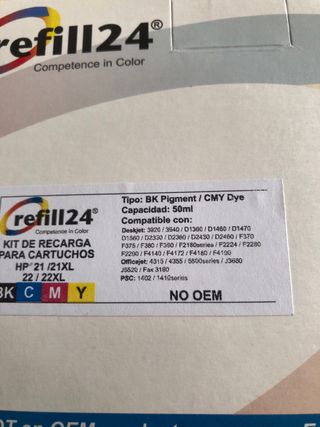 refill24®
Competence in Color
refill24®
Competence in Color
KIT DE RECARGA
PARA CARTUCHOS
HP* 21 /21XL
22 / 22XL
BK C M Y
Tipo: BK Pigment / CMY Dye
Capacidad: 50ml
Compatible con:
Deskjet: 3920 / 3940 / D1360 / D1460 / D1470
D1560 / D2330 / D2360 / D2430 / D2460 / F370
F375 / F380 / F390 / F2180series / F2224 / F2280
F2290 / F4140 / F4172 / F4180 / F4190
Officejet: 4315 / 4355 / 5600series / J3680
J5520 / Fax 3180
PSC: 1402 / 1410series
NO OEM